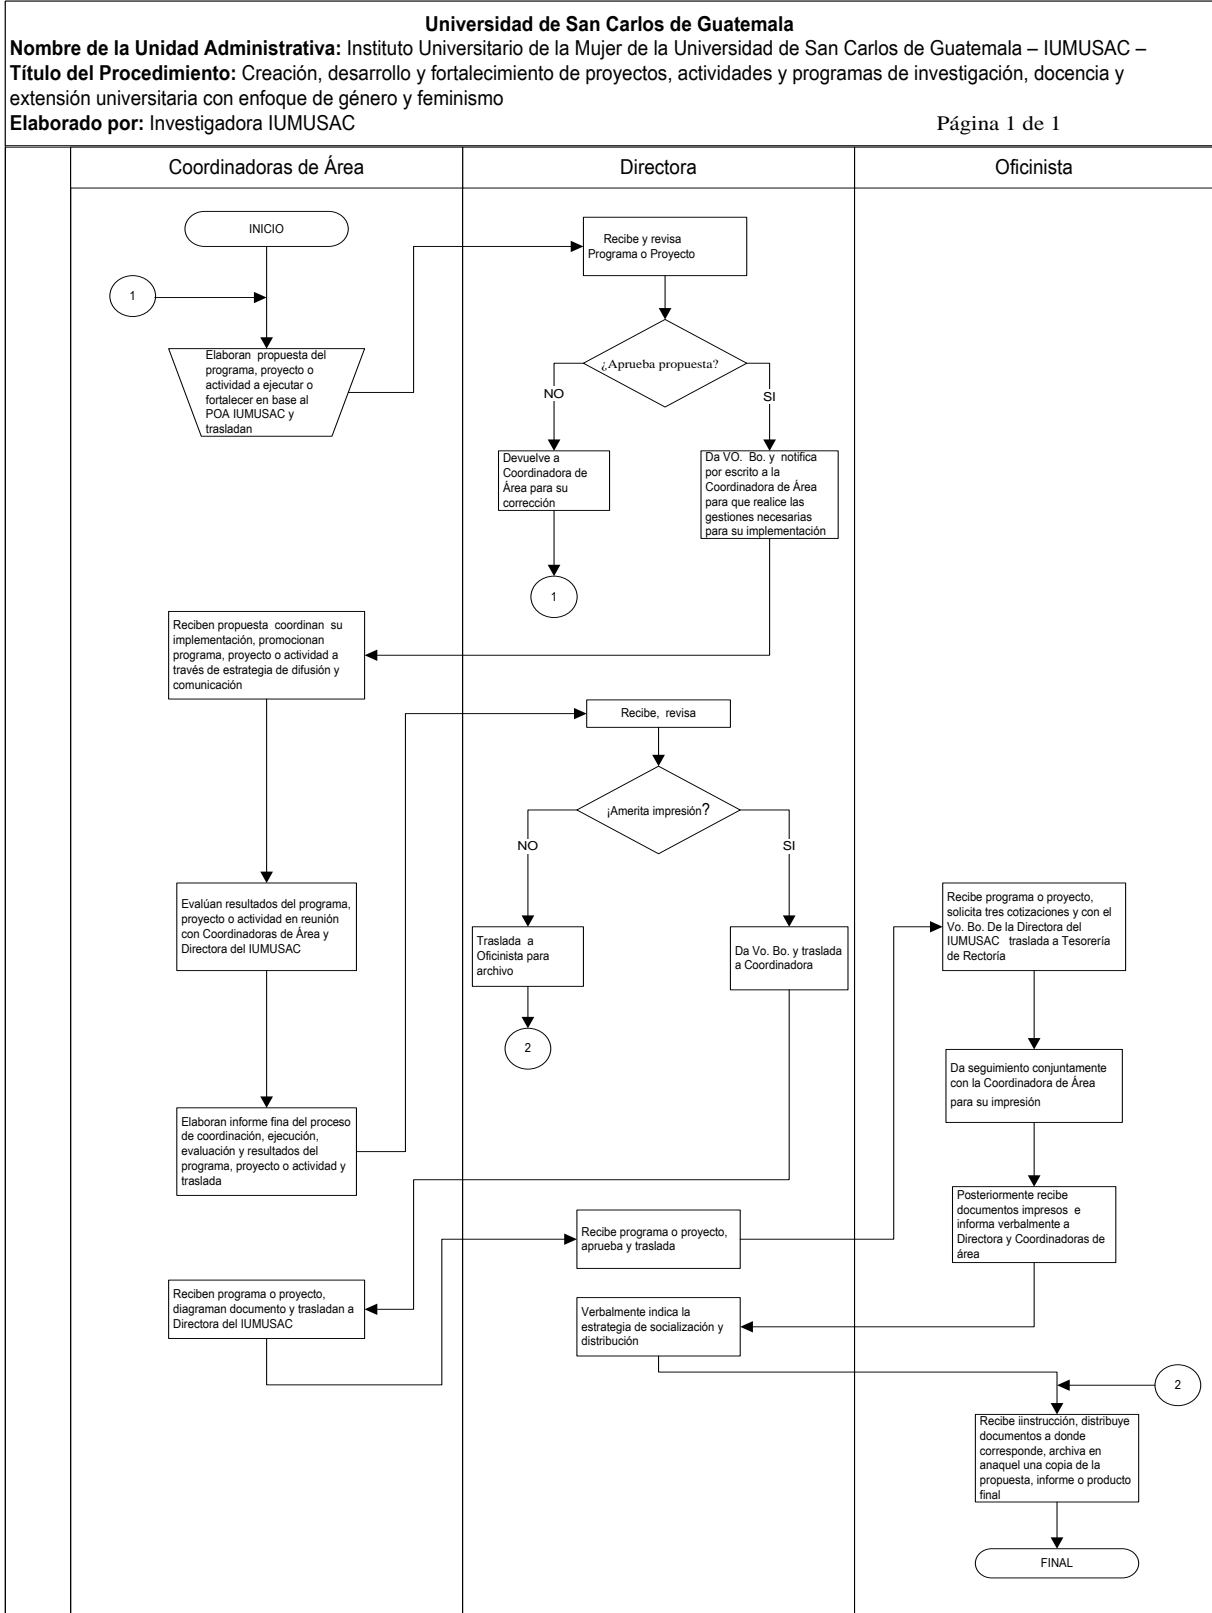 Universidad de San Carlos de Guatemala
Nombre de la Unidad Administrativa: Instituto Universitario de la Mujer de la Universidad de San Carlos de Guatemala – IUMUSAC –
Título del Procedimiento: Creación, desarrollo y fortalecimiento de proyectos, actividades y programas de investigación, docencia y
extensión universitaria con enfoque de género y feminismo
Elaborado por: Investigadora IUMUSAC
Página 1 de 1
Coordinadoras de Área
Directora
Oficinista
INICIO
1
Elaboran propuesta del
programa, proyecto o
actividad a ejecutar o
fortalecer en base al
POA IUMUSAC y
trasladan
Recibe y revisa
Programa o Proyecto
¿Aprueba propuesta?
NO
SI
Devuelve a
Coordinadora de
Área para su
corrección
Da VO. Bo. y notifica
por escrito a la
Coordinadora de Área
para que realice las
gestiones necesarias
para su implementación
1
Reciben propuesta coordinan su
implementación, promocionan
programa, proyecto o actividad a
través de estrategia de difusión y
comunicación
Recibe, revisa
¡Amerita impresión?
NO
SI
Evalúan resultados del programa,
proyecto o actividad en reunión
con Coordinadoras de Área y
Directora del IUMUSAC
Traslada a
Oficinista para
archivo
Da Vo. Bo. y traslada
a Coordinadora
Recibe programa o proyecto,
solicita tres cotizaciones y con el
Vo. Bo. De la Directora del
IUMUSAC traslada a Tesorería
de Rectoría
2
Da seguimiento conjuntamente
con la Coordinadora de Área
para su impresión
Elaboran informe fina del proceso
de coordinación, ejecución,
evaluación y resultados del
programa, proyecto o actividad y
traslada
Posteriormente recibe
documentos impresos e
informa verbalmente a
Directora y Coordinadoras de
área
Recibe programa o proyecto,
aprueba y traslada
Reciben programa o proyecto,
diagraman documento y trasladan a
Directora del IUMUSAC
Verbalmente indica la
estrategia de socialización y
distribución
2
Recibe iinstrucción, distribuye
documentos a donde
corresponde, archiva en
anaquel una copia de la
propuesta, informe o producto
final
FINAL